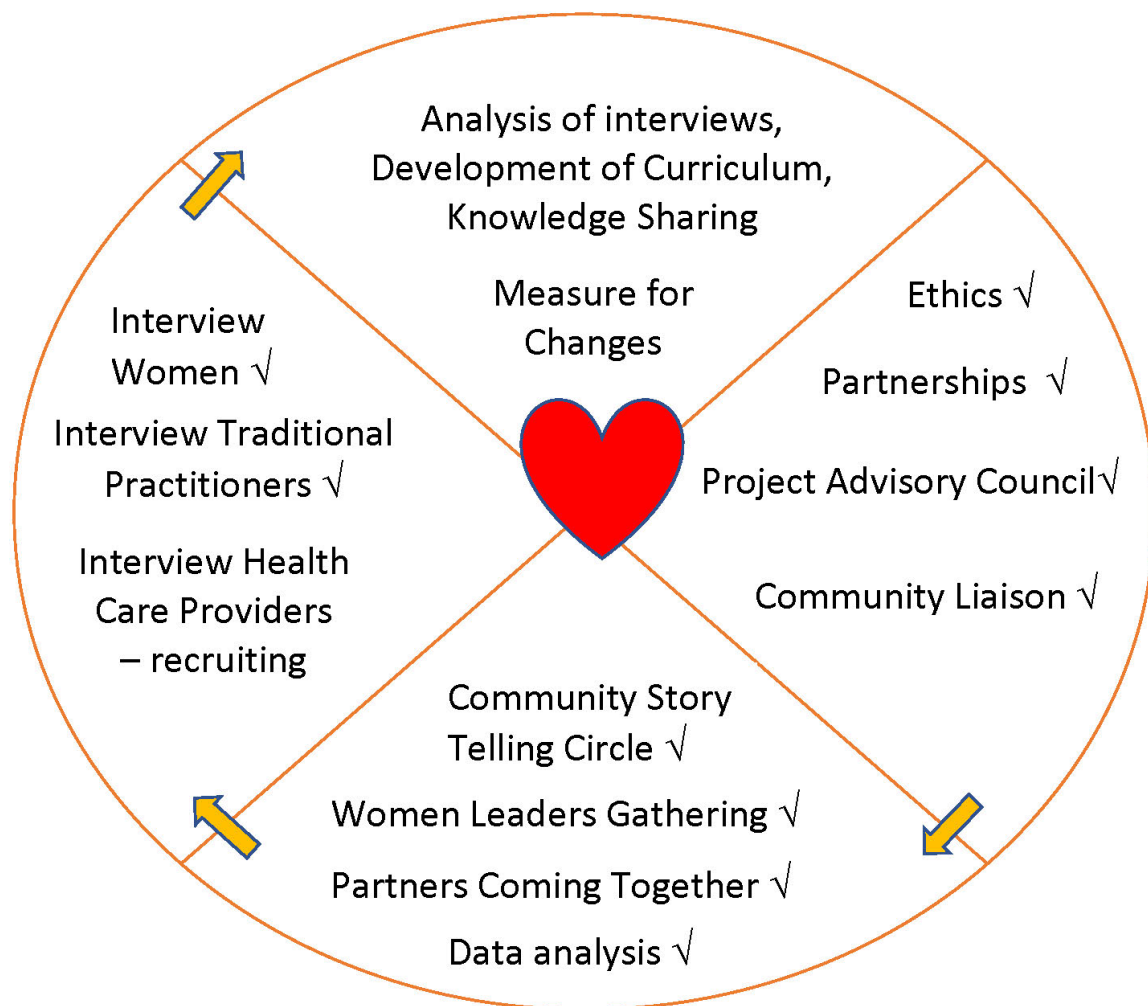 Analysis of interviews,
Development of Curriculum,
Knowledge Sharing
Measure for
Changes
Ethics √
Partnerships √
Project Advisory Council√
Community Liaison √
Community Story
Telling Circle √
Women Leaders Gathering √
Partners Coming Together √
Data analysis √
Interview
Women √
Interview Traditional
Practitioners √
Interview Health
Care Providers
– recruiting